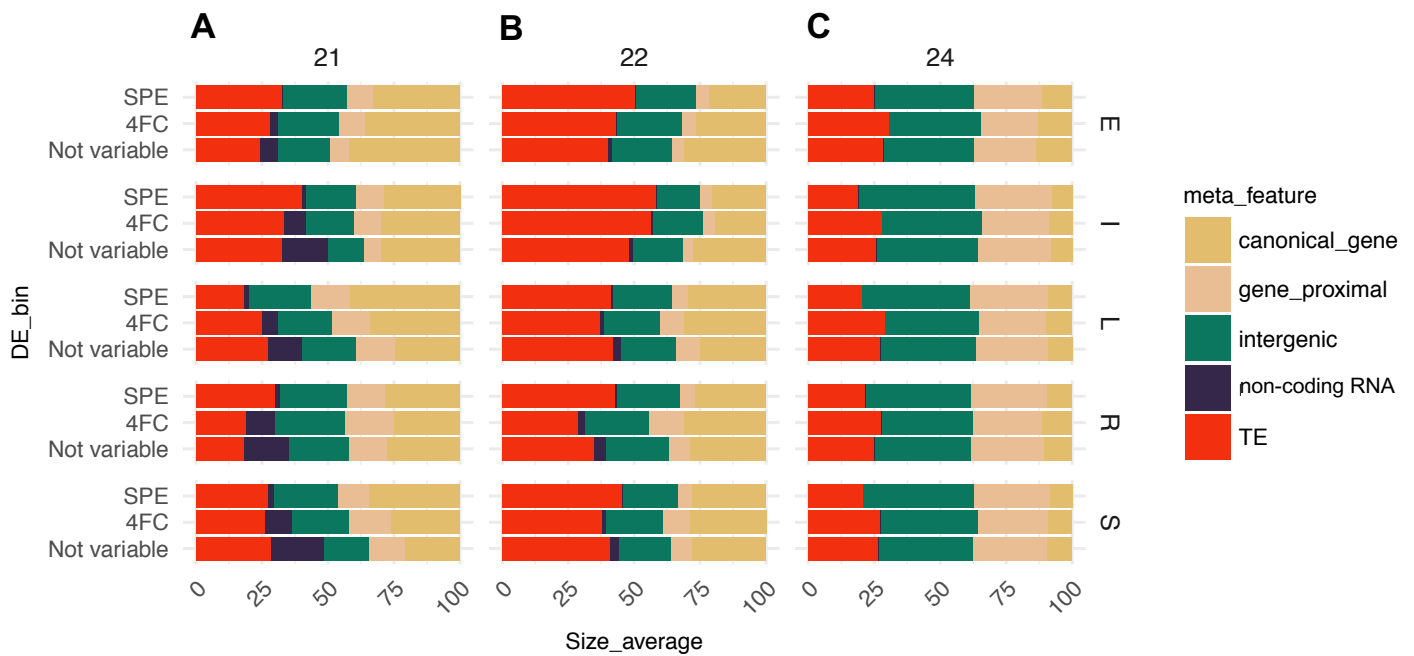 A
B
C
21
22
24
SPE
4FC
Not variable
E
SPE
4FC
Not variable
I
SPE
4FC
Not variable
L
SPE
4FC
Not variable
R
SPE
4FC
Not variable
S
DE_bin
0 25 50 75 100
0 25 50 75 100
0 25 50 75 100
Size_average
meta_feature
canonical_gene
gene_proximal
intergenic
non-coding RNA
TE